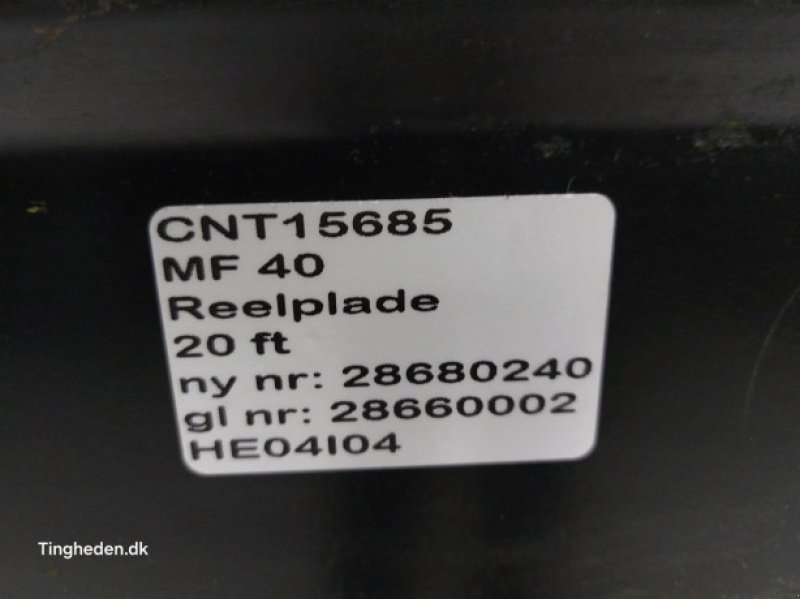 CNT15685
MF 40
Reelplade
20 ft
ny nr: 28680240
gl nr: 28660002
HE04I04
Tingheden.dk